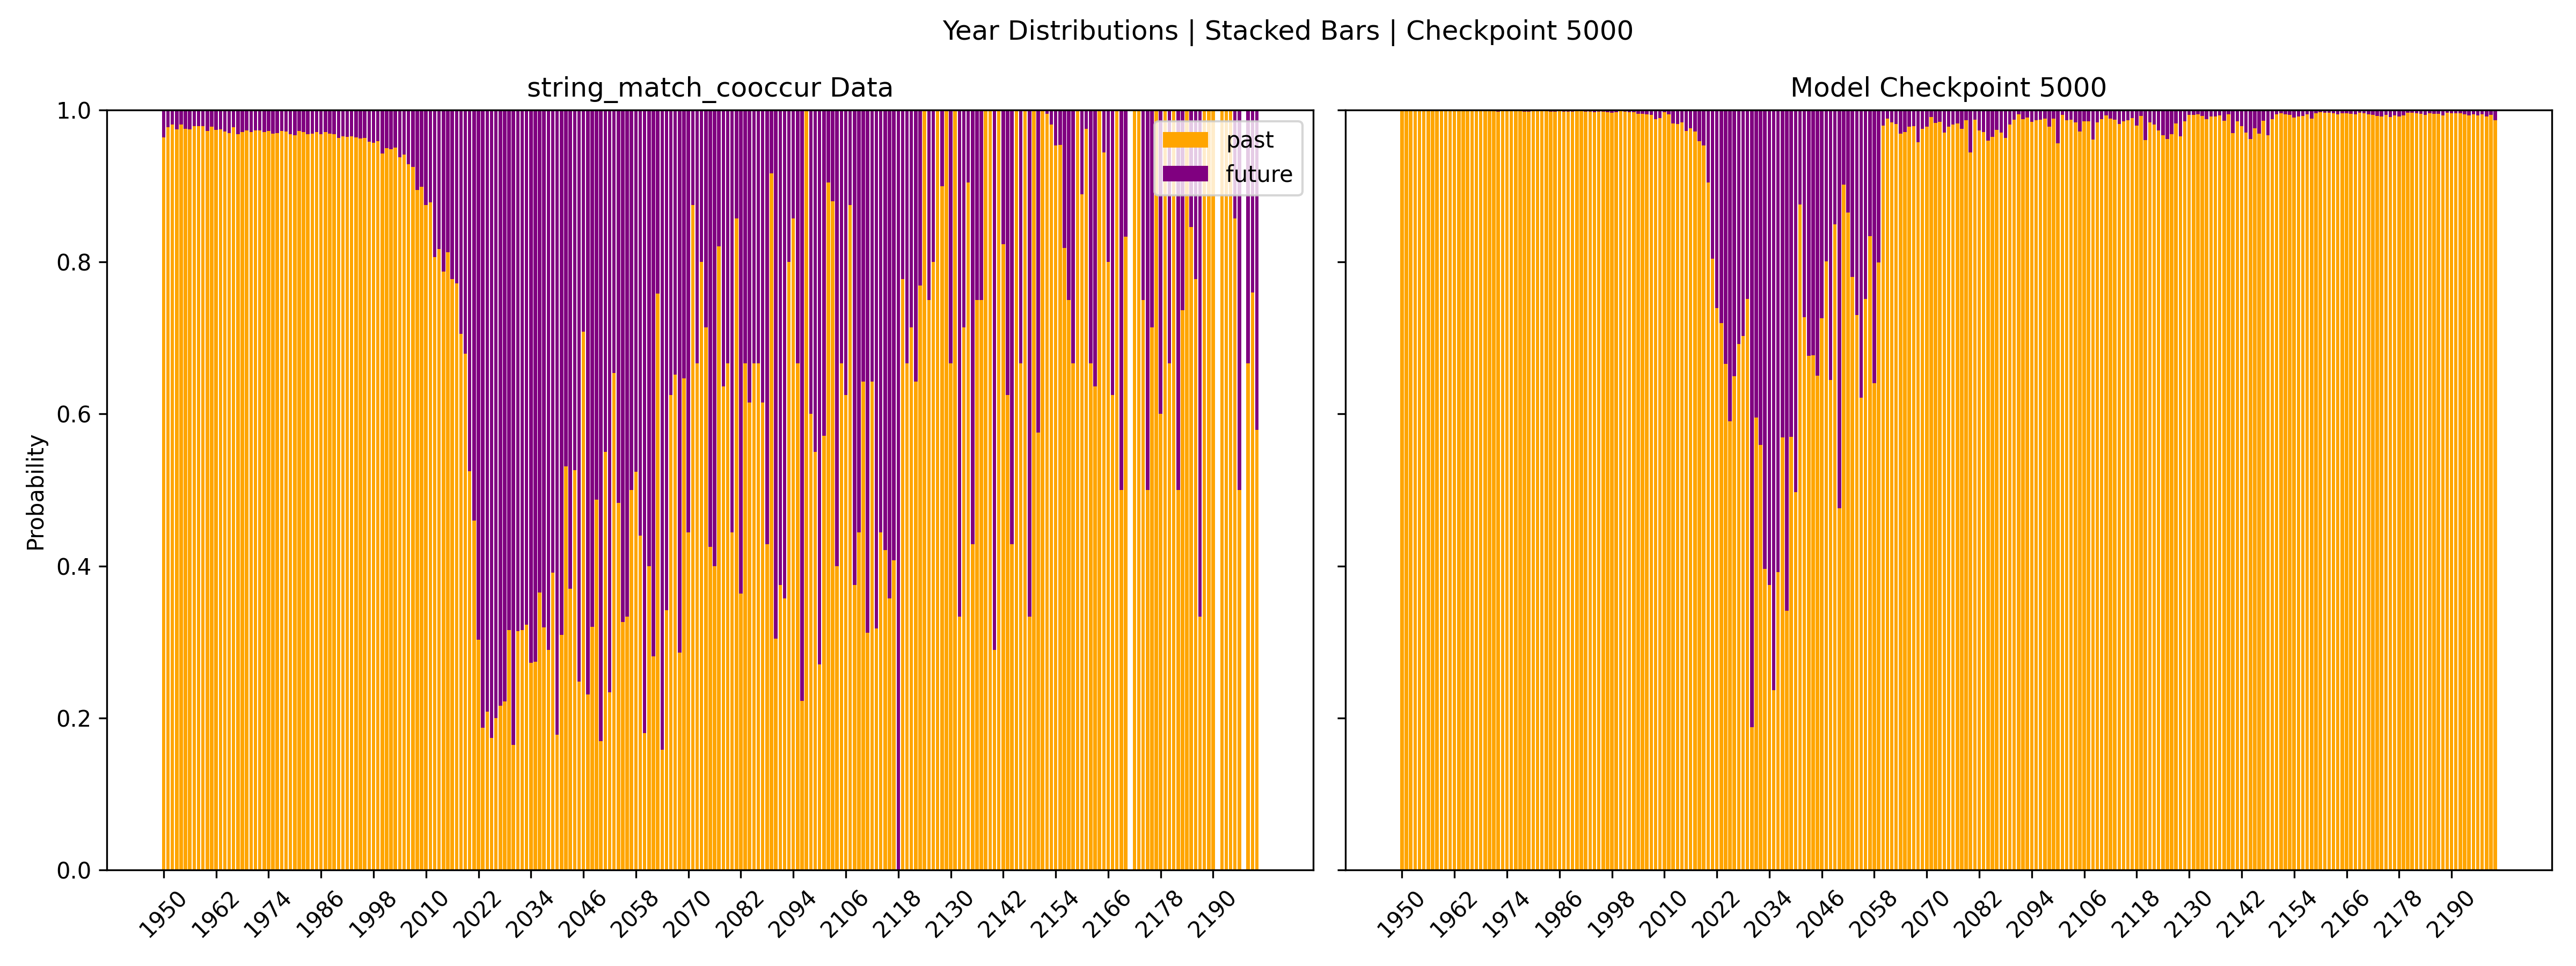 Year Distributions | Stacked Bars | Checkpoint 5000
string_match_cooccur Data
Model Checkpoint 5000
past
future
Probability
1.0
0.8
0.6
0.4
0.2
0.0
1950 1962 1974 1986 1998 2010 2022 2034 2046 2058 2070 2082 2094 2106 2118 2130 2142 2154 2166 2178 2190
1950 1962 1974 1986 1998 2010 2022 2034 2046 2058 2070 2082 2094 2106 2118 2130 2142 2154 2166 2178 2190